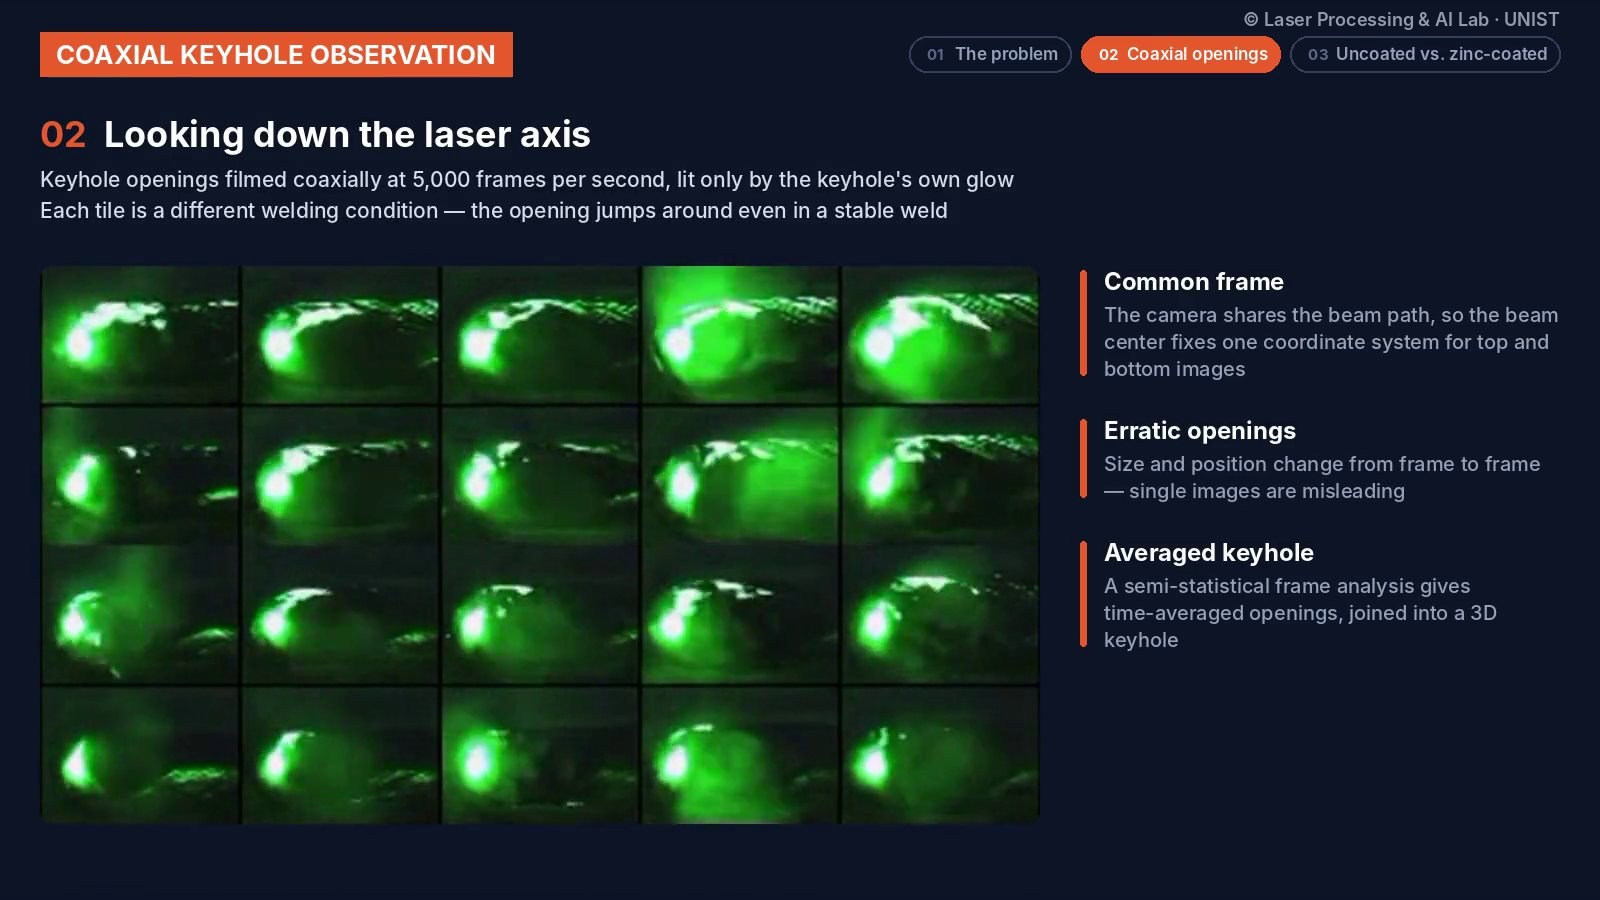 © Laser Processing & AI Lab · UNIST
COAXIAL KEYHOLE OBSERVATION
01 The problem
02 Coaxial openings
03 Uncoated vs. zinc-coated
02 Looking down the laser axis
Keyhole openings filmed coaxially at 5,000 frames per second, lit only by the keyhole's own glow
Each tile is a different welding condition — the opening jumps around even in a stable weld
Common frame
The camera shares the beam path, so the beam
center fixes one coordinate system for top and
bottom images
Erratic openings
Size and position change from frame to frame
— single images are misleading
Averaged keyhole
A semi-statistical frame analysis gives
time-averaged openings, joined into a 3D
keyhole